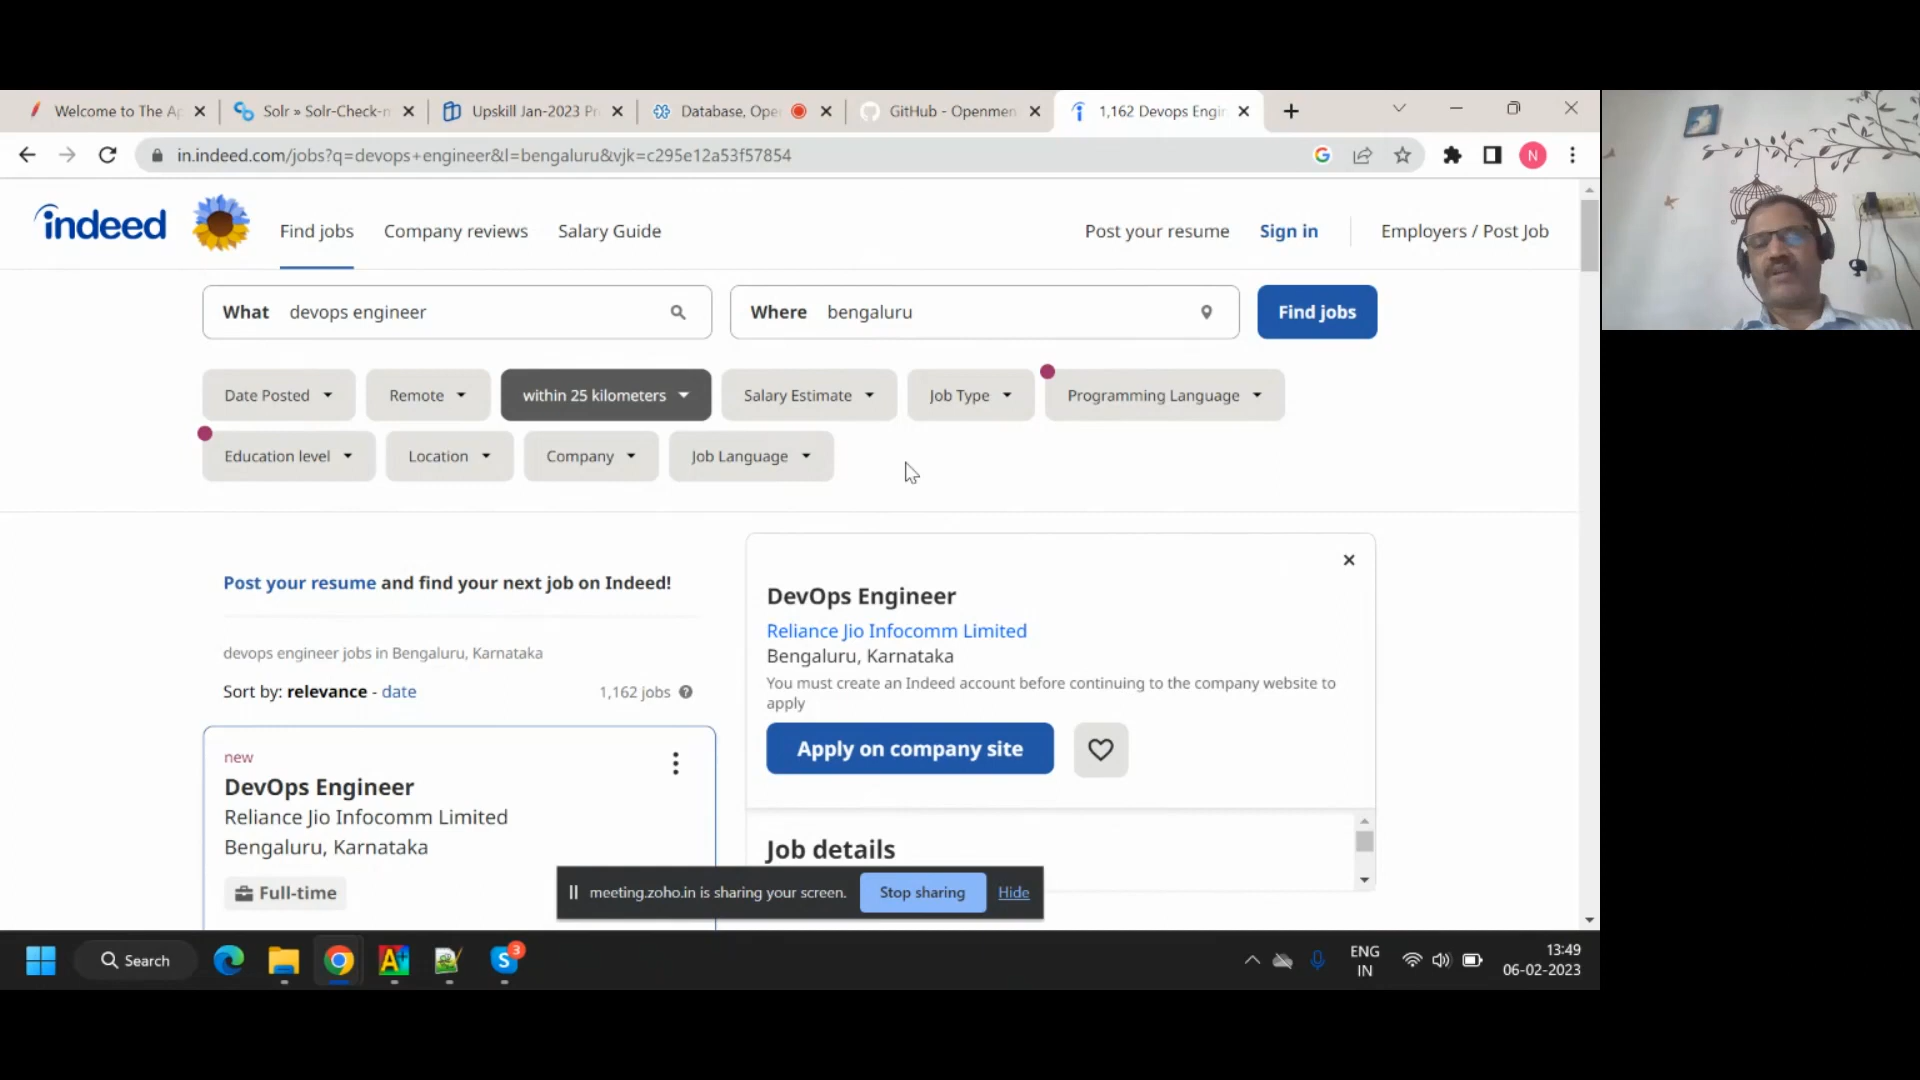 Welcome to The Ap
Solr » Solr-Check-n
Upskill Jan-2023 Pr
Database, Ope
GitHub - Openmen
1,162 Devops Engin
in.indeed.com/jobs?q=devops+engineer&l=bengaluru&vjk=c295e12a53f57854
N
indeed
Find jobs
Company reviews
Salary Guide
Post your resume
Sign in
Employers / Post Job
What devops engineer
Where bengaluru
Find jobs
Date Posted
Remote
within 25 kilometers
Salary Estimate
Job Type
Programming Language
Education level
Location
Company
Job Language
Post your resume and find your next job on Indeed!
devops engineer jobs in Bengaluru, Karnataka
Sort by: relevance - date
1,162 jobs
new
DevOps Engineer
Reliance Jio Infocomm Limited
Bengaluru, Karnataka
Full-time
DevOps Engineer
Reliance Jio Infocomm Limited
Bengaluru, Karnataka
You must create an Indeed account before continuing to the company website to
apply
Apply on company site
Job details
meeting.zoho.in is sharing your screen.
Stop sharing
Hide
Search
S
3
ENG
IN
13:49
06-02-2023